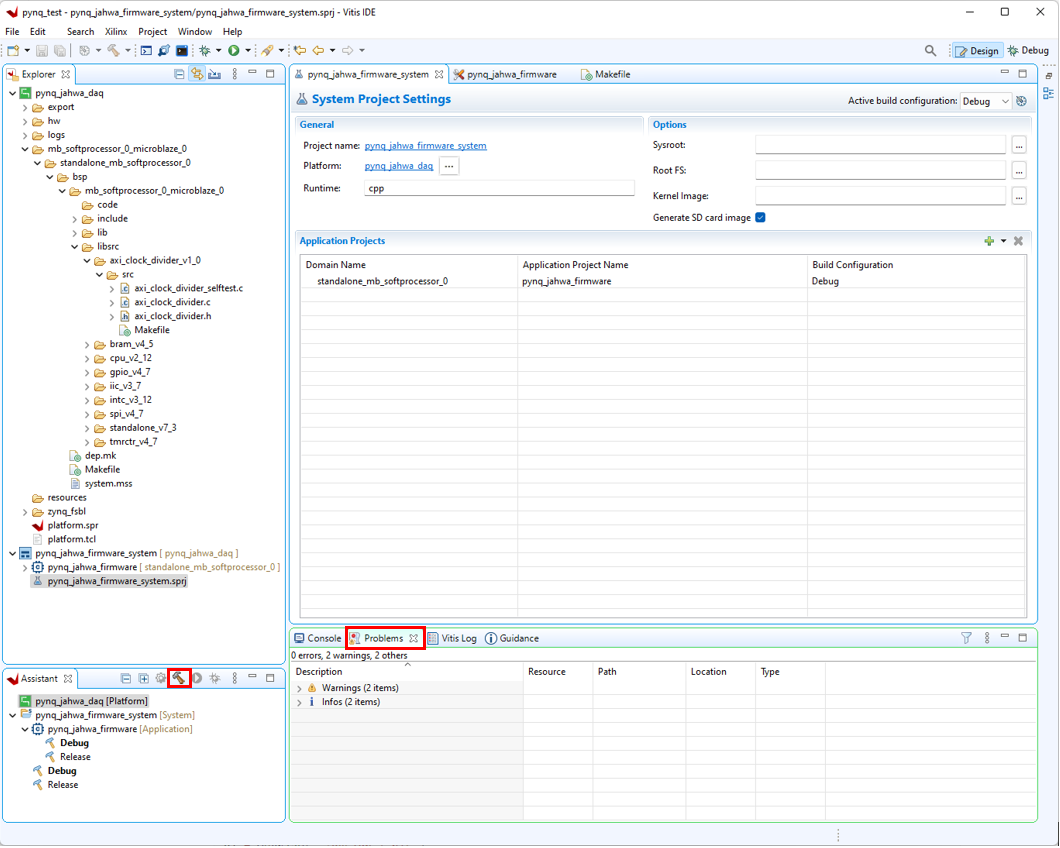 pynq_test - pynq_jahwa_firmware_system/pynq_jahwa_firmware_system.sprj - Vitis IDE
File Edit Search Xilinx Project Window Help
Design Debug
Explorer
pynq_jahwa_daq
export
hw
logs
mb_softprocessor_0_microblaze_0
standalone_mb_softprocessor_0
bsp
mb_softprocessor_0_microblaze_0
code
include
lib
libsrc
axi_clock_divider_v1_0
src
axi_clock_divider_selftest.c
axi_clock_divider.c
axi_clock_divider.h
Makefile
bram_v4_5
cpu_v2_12
gpio_v4_7
iic_v3_7
intc_v3_12
spi_v4_7
standalone_v7_3
tmrctr_v4_7
dep.mk
Makefile
system.mss
resources
zynq_fsbl
platform.spr
platform.tcl
pynq_jahwa_firmware_system [ pynq_jahwa_daq ]
pynq_jahwa_firmware [ standalone_mb_softprocessor_0 ]
pynq_jahwa_firmware_system.sprj
Assistant
pynq_jahwa_daq [Platform]
pynq_jahwa_firmware_system [System]
pynq_jahwa_firmware [Application]
Debug
Release
Debug
Release
pynq_jahwa_firmware_system pynq_jahwa_firmware Makefile
System Project Settings
Active build configuration: Debug
General
Project name: pynq_jahwa_firmware_system
Platform: pynq_jahwa_daq ...
Runtime: cpp
Options
Sysroot: ...
Root FS: ...
Kernel Image: ...
Generate SD card image
Application Projects
Domain Name Application Project Name Build Configuration
standalone_mb_softprocessor_0 pynq_jahwa_firmware Debug
Console Problems Vitis Log Guidance
0 errors, 2 warnings, 2 others
Description Resource Path Location Type
Warnings (2 items)
Infos (2 items)